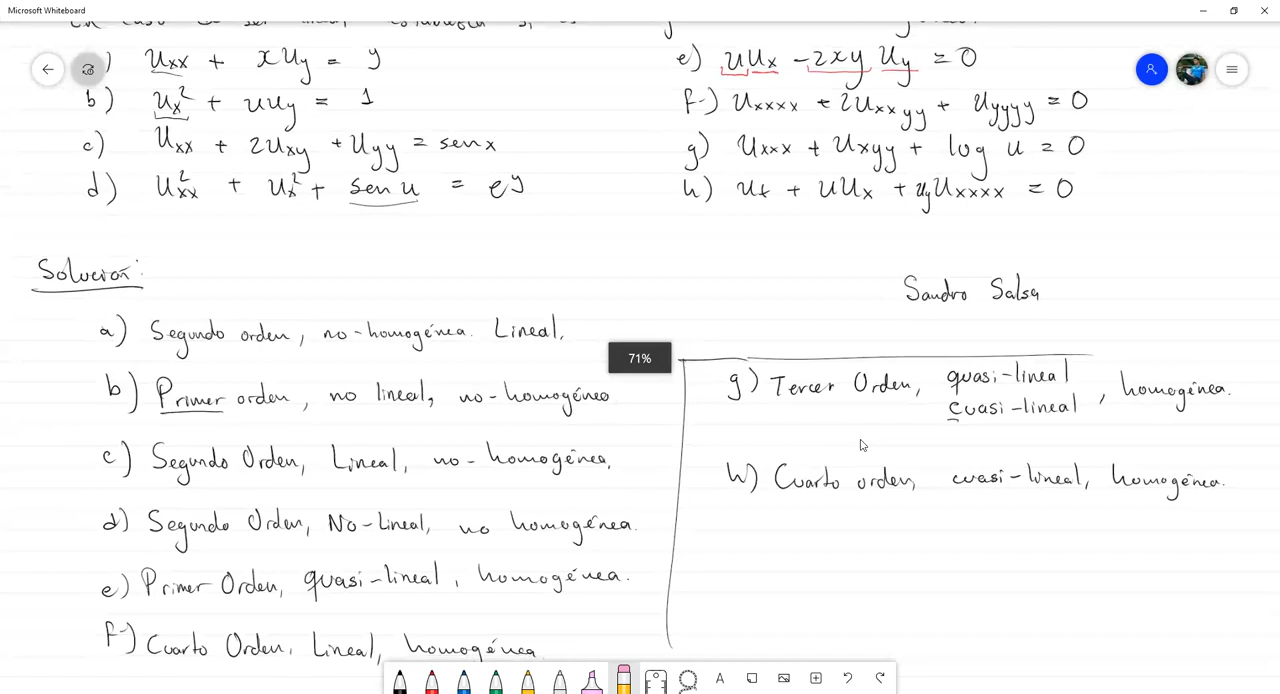 Microsoft Whiteboard
a) Uxx + xUy = y
b) Ux² + uUy = 1
c) Uxx + 2Uxy + Uyy = sen x
d) Uxx² + Ux² + sen u = e^y
e) uUx - 2xy Uy = 0
f) Uxxxx + 2Uxxyy + Uyyyy = 0
g) Uxxx + Uxyy + log u = 0
h) Ut + uUx + uyUxxxx = 0
Solución:
Sandro Salsa
a) Segundo orden, no-homogénea. Lineal,
b) Primer orden, no lineal, no-homogénea
c) Segundo Orden, Lineal, no-homogénea,
d) Segundo Orden, No-Lineal, no homogénea.
e) Primer Orden, quasi-lineal, homogénea.
f) Cuarto Orden, Lineal, homogénea.
71%
g) Tercer Orden, quasi-lineal
cuasi-lineal, homogénea.
h) Cuarto orden, cuasi-lineal, homogénea.
A